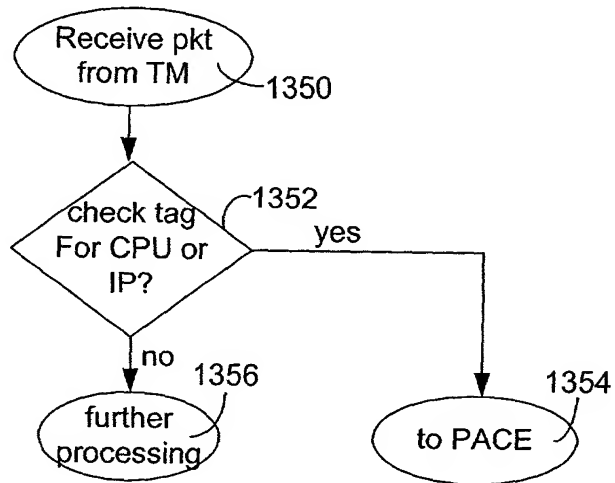 Receive pkt
from TM
1350
check tag
For CPU or
IP?
1352
yes
no
1356
further
processing
1354
to PACE